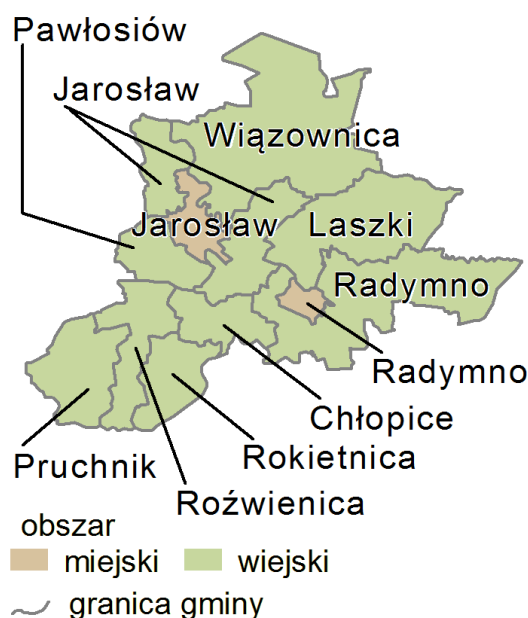 Pawłosiów
Jarosław
Wiązownica
Jarosław
Laszki
Radymno
Radymno
Chłopice
Rokietnica
Pruchnik
Roźwienica
obszar
miejski
wiejski
granica gminy